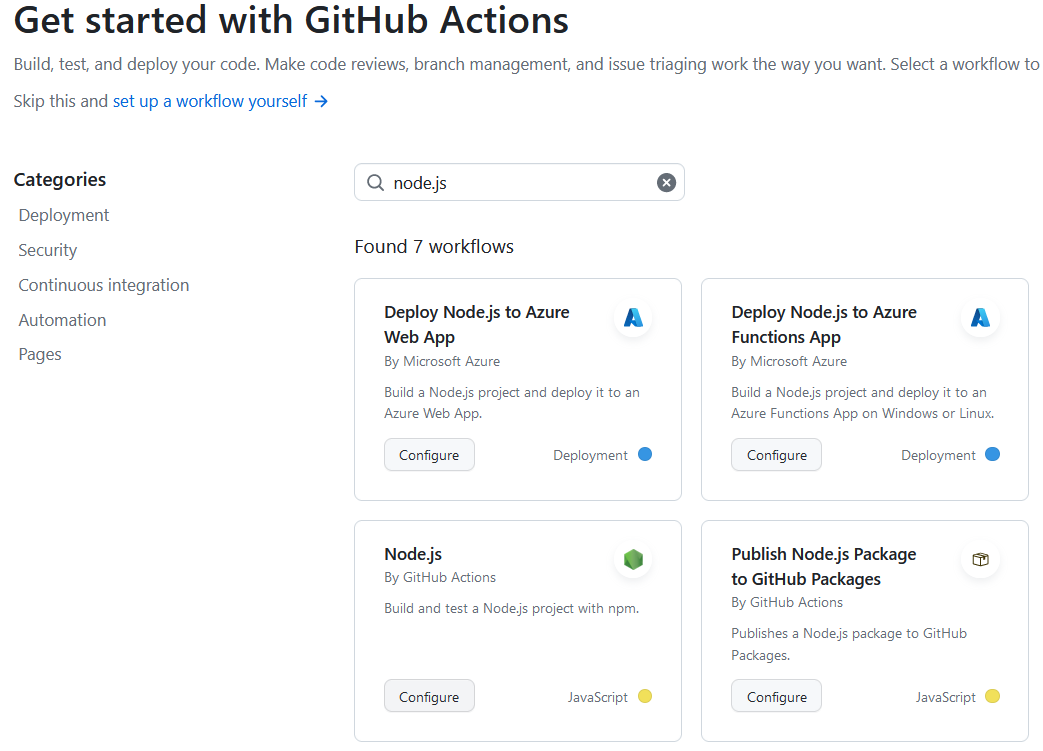 Get started with GitHub Actions
Build, test, and deploy your code. Make code reviews, branch management, and issue triaging work the way you want. Select a workflow to
Skip this and set up a workflow yourself →
Categories
Deployment
Security
Continuous integration
Automation
Pages
node.js
Found 7 workflows
Deploy Node.js to Azure
Web App
By Microsoft Azure
Build a Node.js project and deploy it to an
Azure Web App.
Configure
Deployment
Deploy Node.js to Azure
Functions App
By Microsoft Azure
Build a Node.js project and deploy it to an
Azure Functions App on Windows or Linux.
Configure
Deployment
Node.js
By GitHub Actions
Build and test a Node.js project with npm.
Configure
JavaScript
Publish Node.js Package
to GitHub Packages
By GitHub Actions
Publishes a Node.js package to GitHub
Packages.
Configure
JavaScript